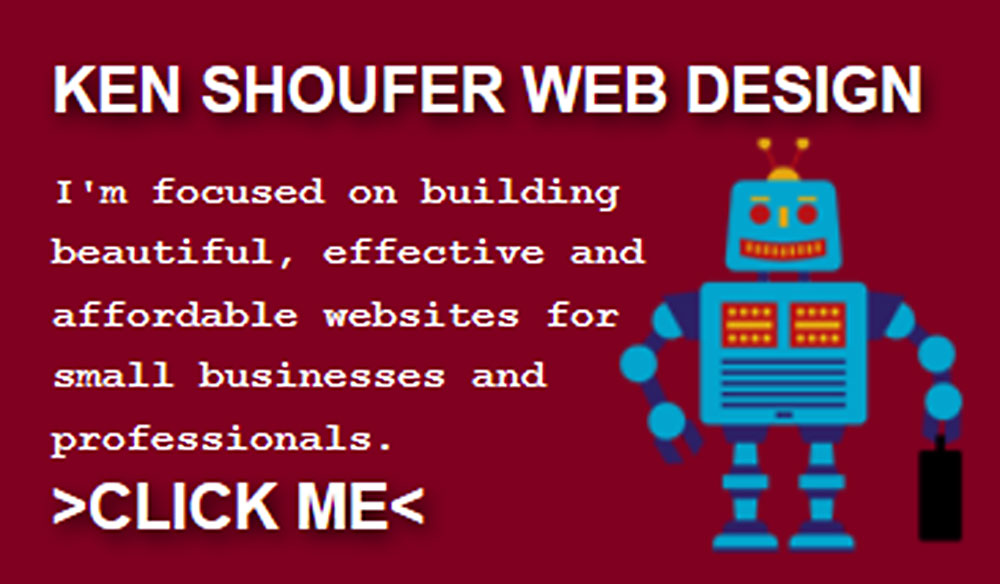 KEN SHOUFER WEB DESIGN
I'm focused on building
beautiful, effective and
affordable websites for
small businesses and
professionals.
>CLICK ME<